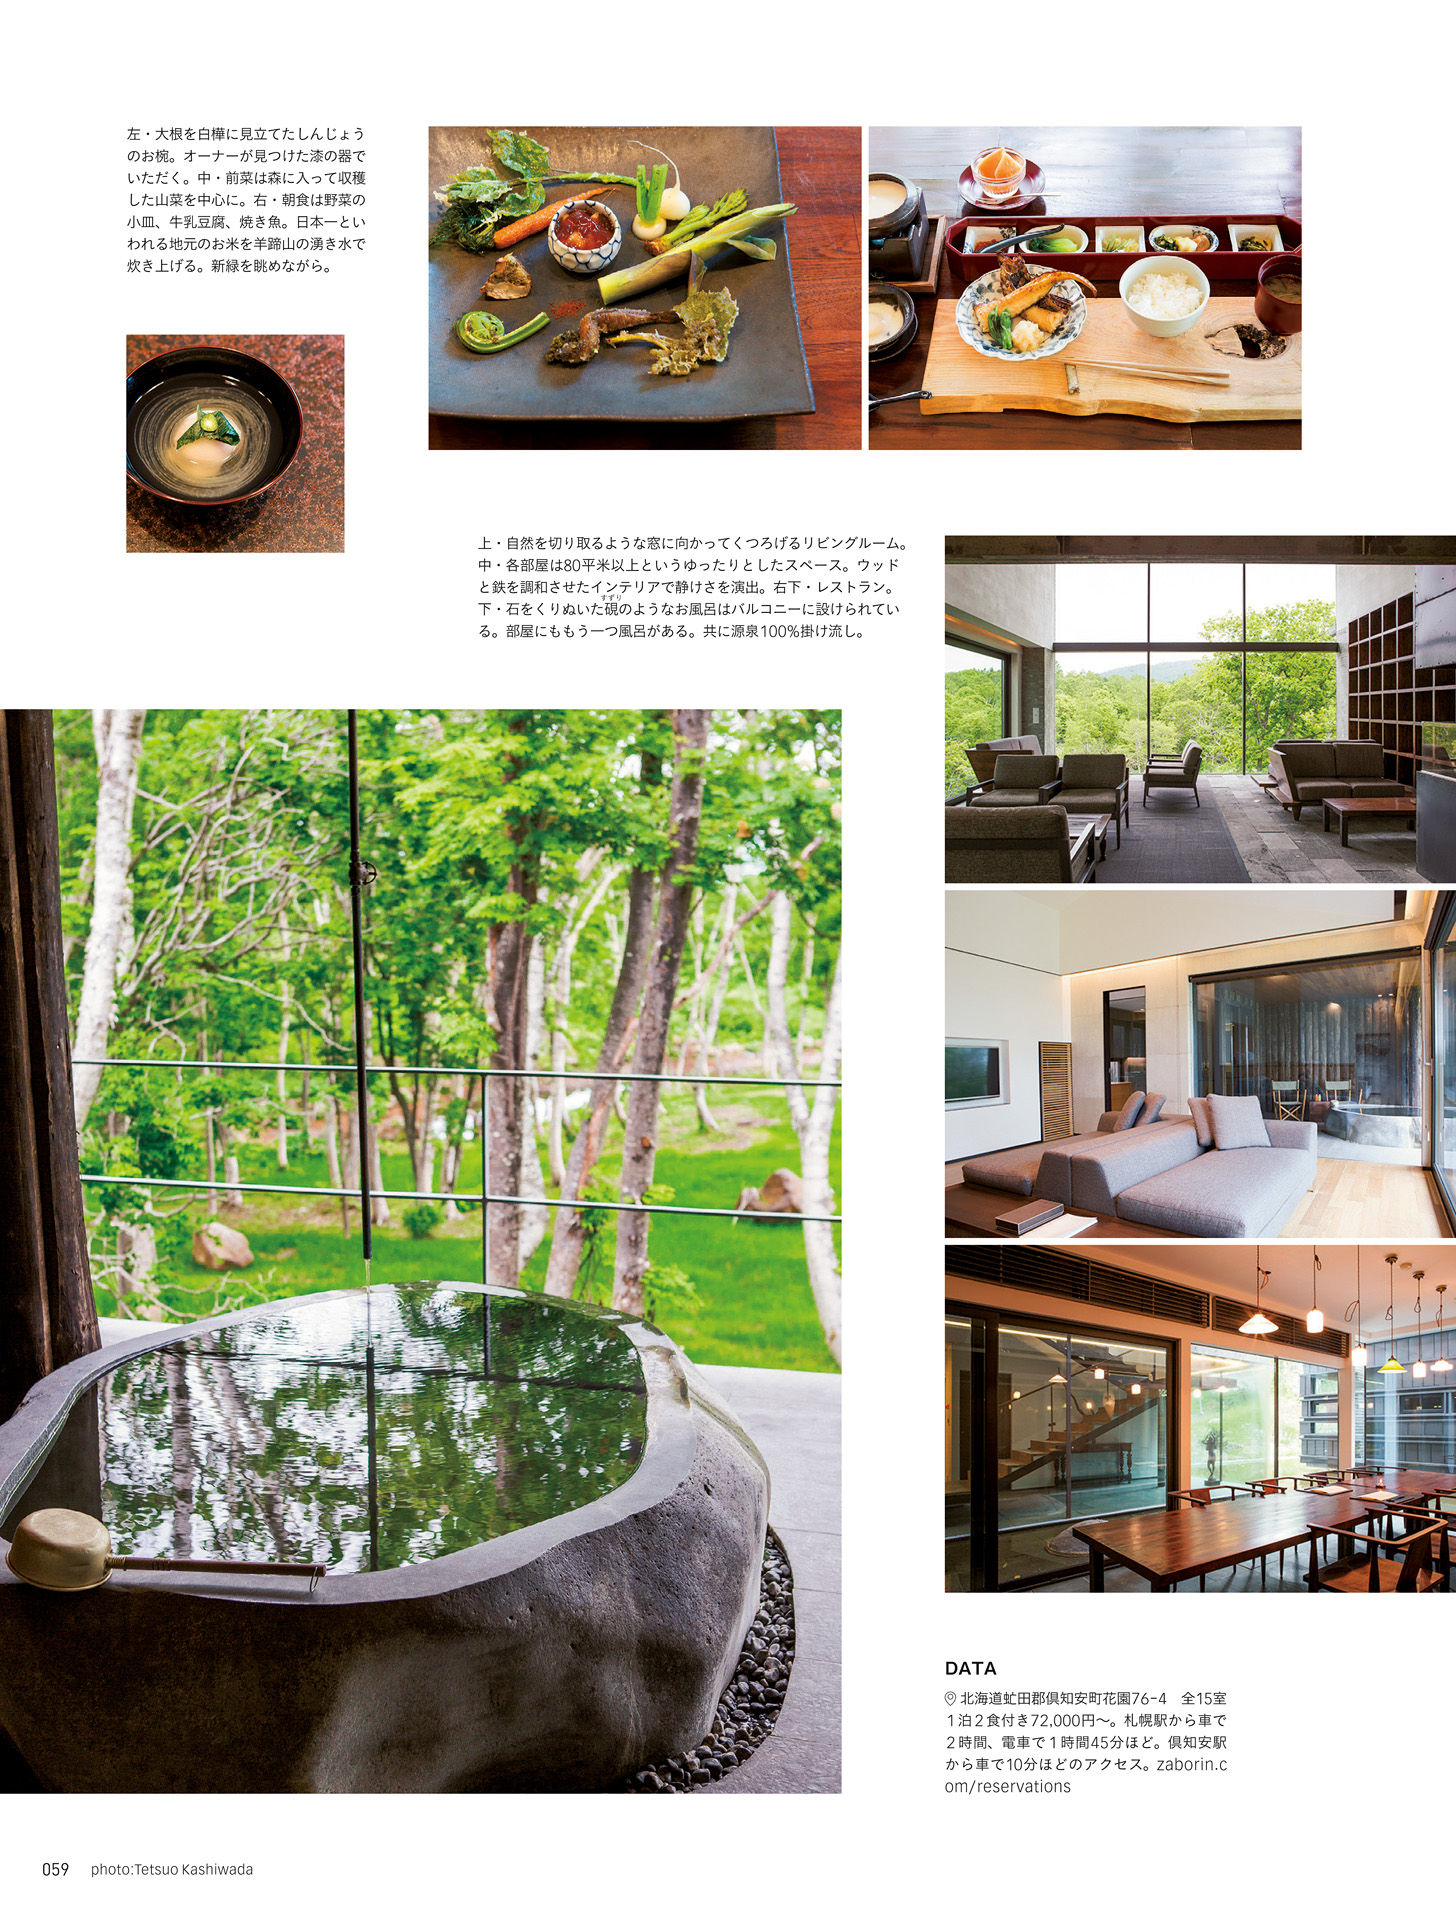 左・大根を白樺に見立てたしんじょう
のお椀。オーナーが見つけた漆の器で
いただく。中・前菜は森に入って収穫
した山菜を中心に。右・朝食は野菜の
小皿、牛乳豆腐、焼き魚。日本一とい
われる地元のお米を羊蹄山の湧き水で
炊き上げる。新緑を眺めながら。
上・自然を切り取るような窓に向かってくつろげるリビングルーム。
中・各部屋は80平米以上というゆったりとしたスペース。ウッド
と鉄を調和させたインテリアで静けさを演出。右下・レストラン。
すずり
下・石をくりぬいた硯のようなお風呂はバルコニーに設けられてい
る。部屋にももう一つ風呂がある。共に源泉100%掛け流し。
DATA
北海道虻田郡倶知安町花園76-4　全15室
1泊2食付き72,000円〜。札幌駅から車で
2時間、電車で1時間45分ほど。倶知安駅
から車で10分ほどのアクセス。zaborin.c
om/reservations
059 photo:Tetsuo Kashiwada